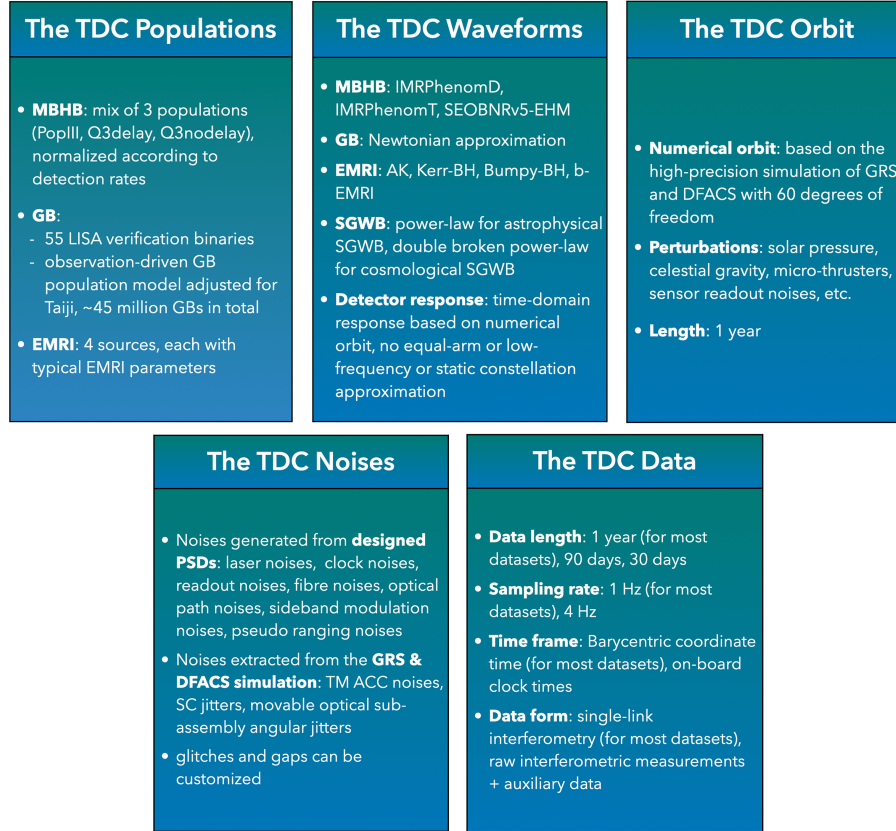 The TDC Populations
• MBHB: mix of 3 populations
(PopIII, Q3delay, Q3nodelay),
normalized according to
detection rates
• GB:
- 55 LISA verification binaries
- observation-driven GB
population model adjusted for
Taiji, ~45 million GBs in total
• EMRI: 4 sources, each with
typical EMRI parameters
The TDC Waveforms
• MBHB: IMRPhenomD,
IMRPhenomT, SEOBNRv5-EHM
• GB: Newtonian approximation
• EMRI: AK, Kerr-BH, Bumpy-BH, b-
EMRI
• SGWB: power-law for astrophysical
SGWB, double broken power-law
for cosmological SGWB
• Detector response: time-domain
response based on numerical
orbit, no equal-arm or low-
frequency or static constellation
approximation
The TDC Orbit
• Numerical orbit: based on the
high-precision simulation of GRS
and DFACS with 60 degrees of
freedom
• Perturbations: solar pressure,
celestial gravity, micro-thrusters,
sensor readout noises, etc.
• Length: 1 year
The TDC Noises
• Noises generated from designed
PSDs: laser noises, clock noises,
readout noises, fibre noises, optical
path noises, sideband modulation
noises, pseudo ranging noises
• Noises extracted from the GRS &
DFACS simulation: TM ACC noises,
SC jitters, movable optical sub-
assembly angular jitters
• glitches and gaps can be
customized
The TDC Data
• Data length: 1 year (for most
datasets), 90 days, 30 days
• Sampling rate: 1 Hz (for most
datasets), 4 Hz
• Time frame: Barycentric coordinate
time (for most datasets), on-board
clock times
• Data form: single-link
interferometry (for most datasets),
raw interferometric measurements
+ auxiliary data